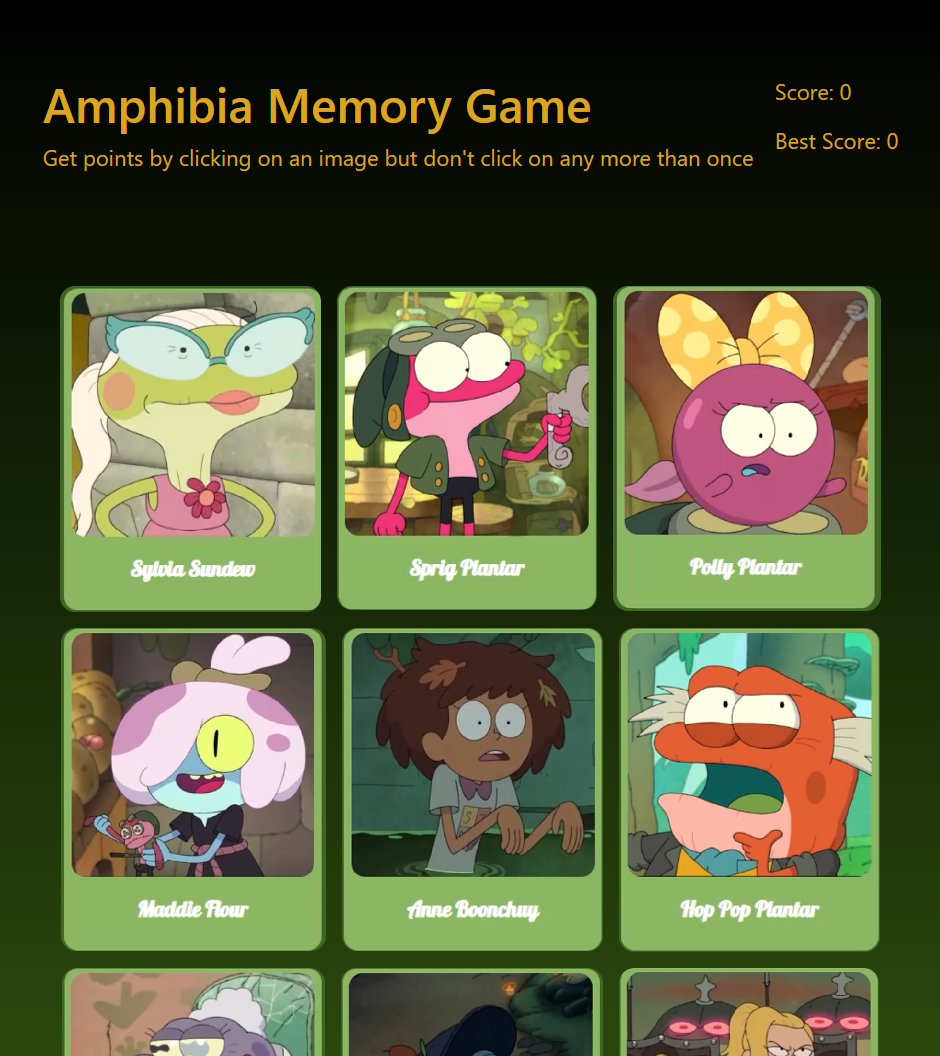 Amphibia Memory Game
Get points by clicking on an image but don't click on any more than once
Score: 0
Best Score: 0
Sylvia Sundew
Sprig Plantar
Polly Plantar
Maddie Flour
Anne Boonchuy
Hop Pop Plantar